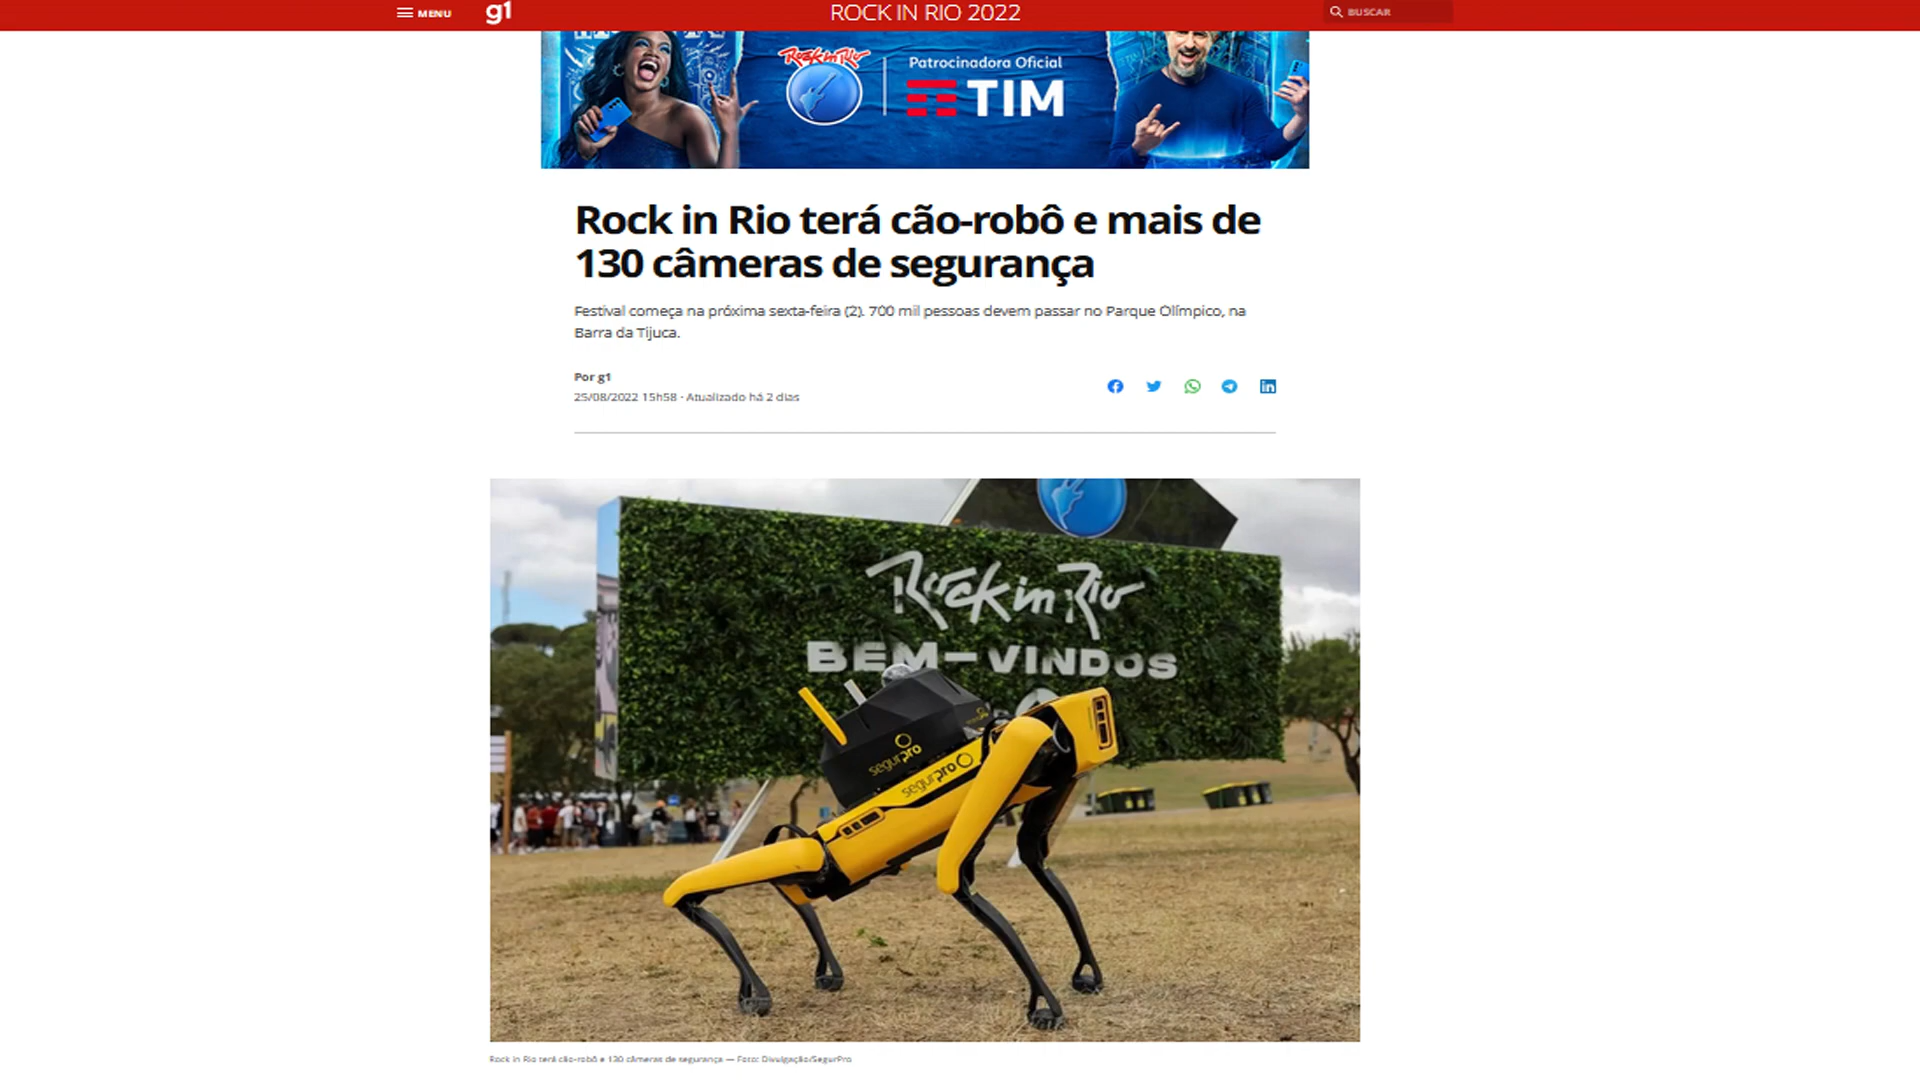 MENU
g1
ROCK IN RIO 2022
BUSCAR
Rock in Rio
Patrocinadora Oficial
TIM
Rock in Rio terá cão-robô e mais de
130 câmeras de segurança
Festival começa na próxima sexta-feira (2). 700 mil pessoas devem passar no Parque Olímpico, na
Barra da Tijuca.
Por g1
25/08/2022 15h58 · Atualizado há 2 dias
Rock in Rio
BEM-VINDOS
segurpro
segurpro
Rock in Rio terá cão-robô e 130 câmeras de segurança — Foto: Divulgação/SegurPro